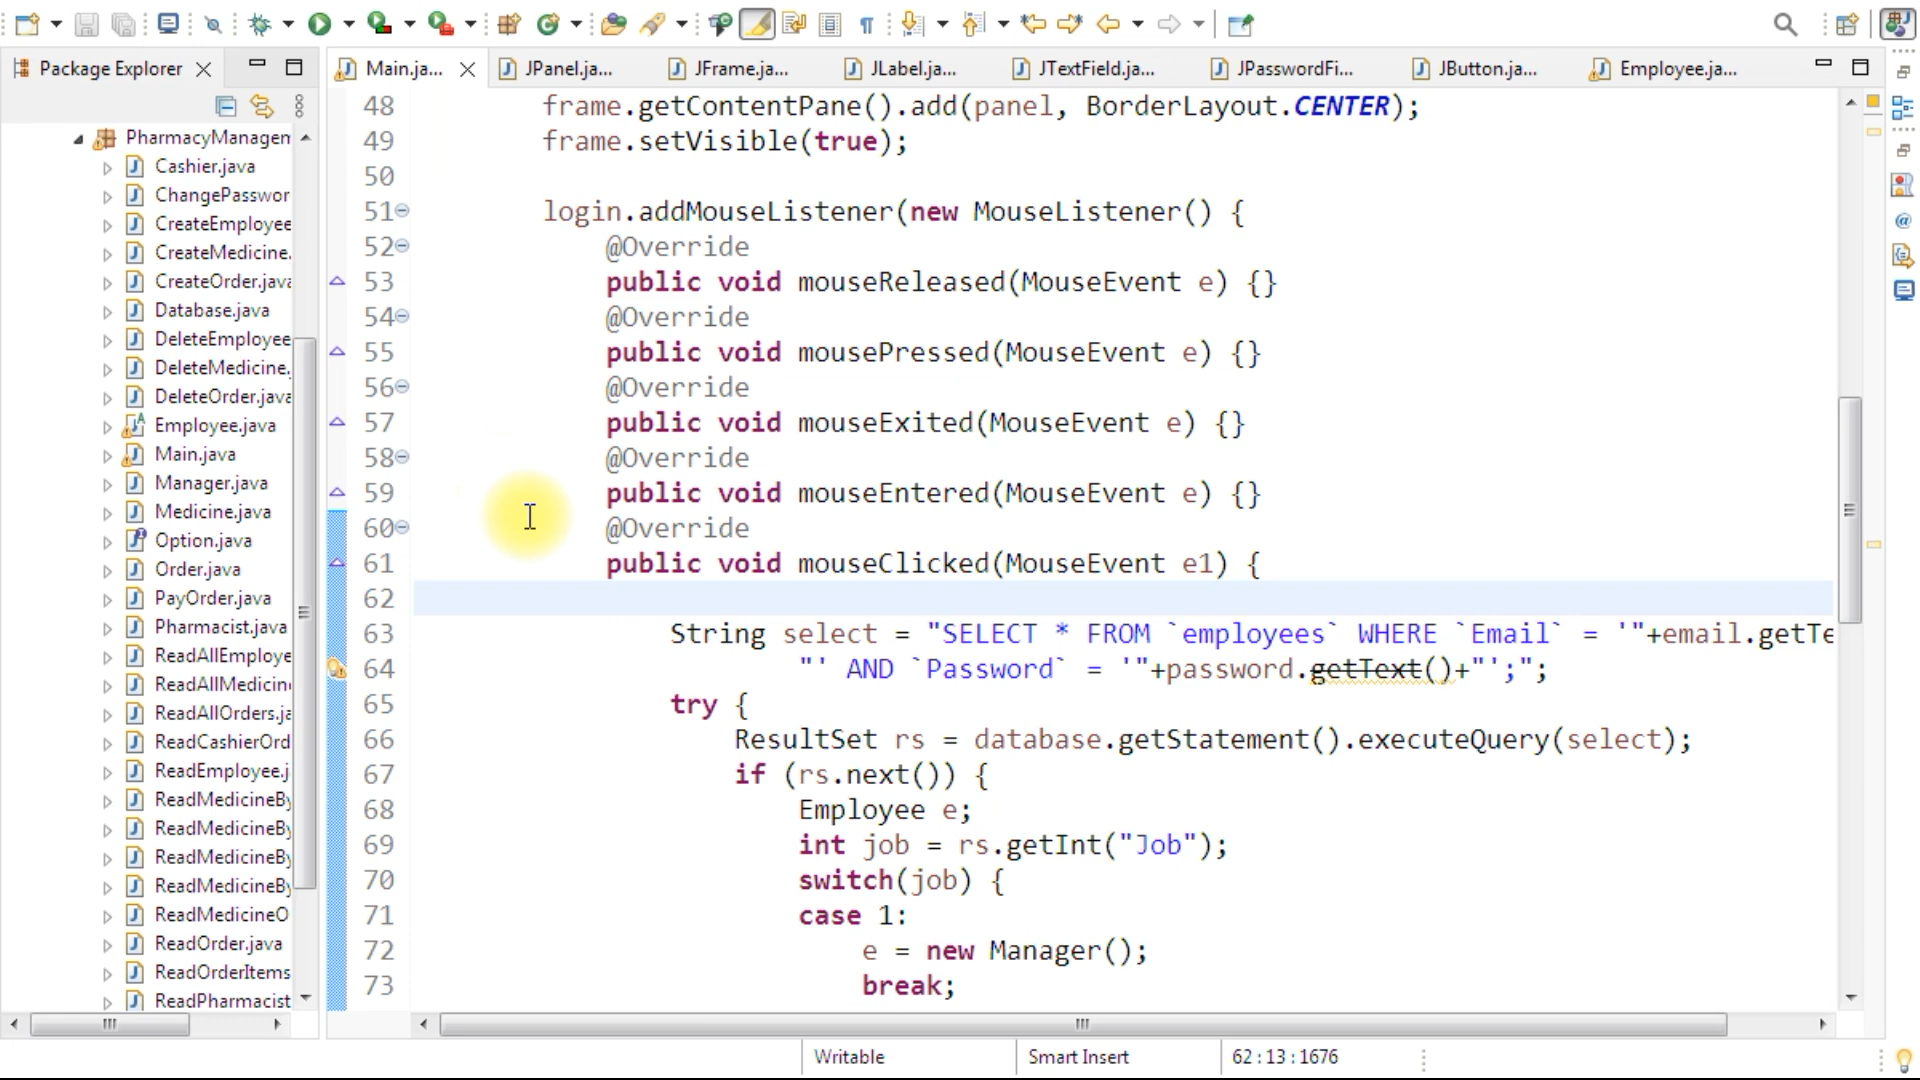 Package Explorer
Main.ja...
JPanel.ja...
JFrame.ja...
JLabel.ja...
JTextField.ja...
JPasswordFi...
JButton.ja...
Employee.ja...
PharmacyManagem
Cashier.java
ChangePasswor
CreateEmployee
CreateMedicine.
CreateOrder.java
Database.java
DeleteEmployee
DeleteMedicine.
DeleteOrder.java
Employee.java
Main.java
Manager.java
Medicine.java
Option.java
Order.java
PayOrder.java
Pharmacist.java
ReadAllEmploye
ReadAllMedicin
ReadAllOrders.ja
ReadCashierOrd
ReadEmployee.j
ReadMedicineBy
ReadMedicineBy
ReadMedicineBy
ReadMedicineBy
ReadMedicineO
ReadOrder.java
ReadOrderItems
ReadPharmacist
48 frame.getContentPane().add(panel, BorderLayout.CENTER);
49 frame.setVisible(true);
50
51 login.addMouseListener(new MouseListener() {
52 @Override
53 public void mouseReleased(MouseEvent e) {}
54 @Override
55 public void mousePressed(MouseEvent e) {}
56 @Override
57 public void mouseExited(MouseEvent e) {}
58 @Override
59 public void mouseEntered(MouseEvent e) {}
60 @Override
61 public void mouseClicked(MouseEvent e1) {
62
63 String select = "SELECT * FROM `employees` WHERE `Email` = '"+email.getTe
64 "' AND `Password` = '"+password.getText()+"';";
65 try {
66 ResultSet rs = database.getStatement().executeQuery(select);
67 if (rs.next()) {
68 Employee e;
69 int job = rs.getInt("Job");
70 switch(job) {
71 case 1:
72 e = new Manager();
73 break;
Writable
Smart Insert
62 : 13 : 1676